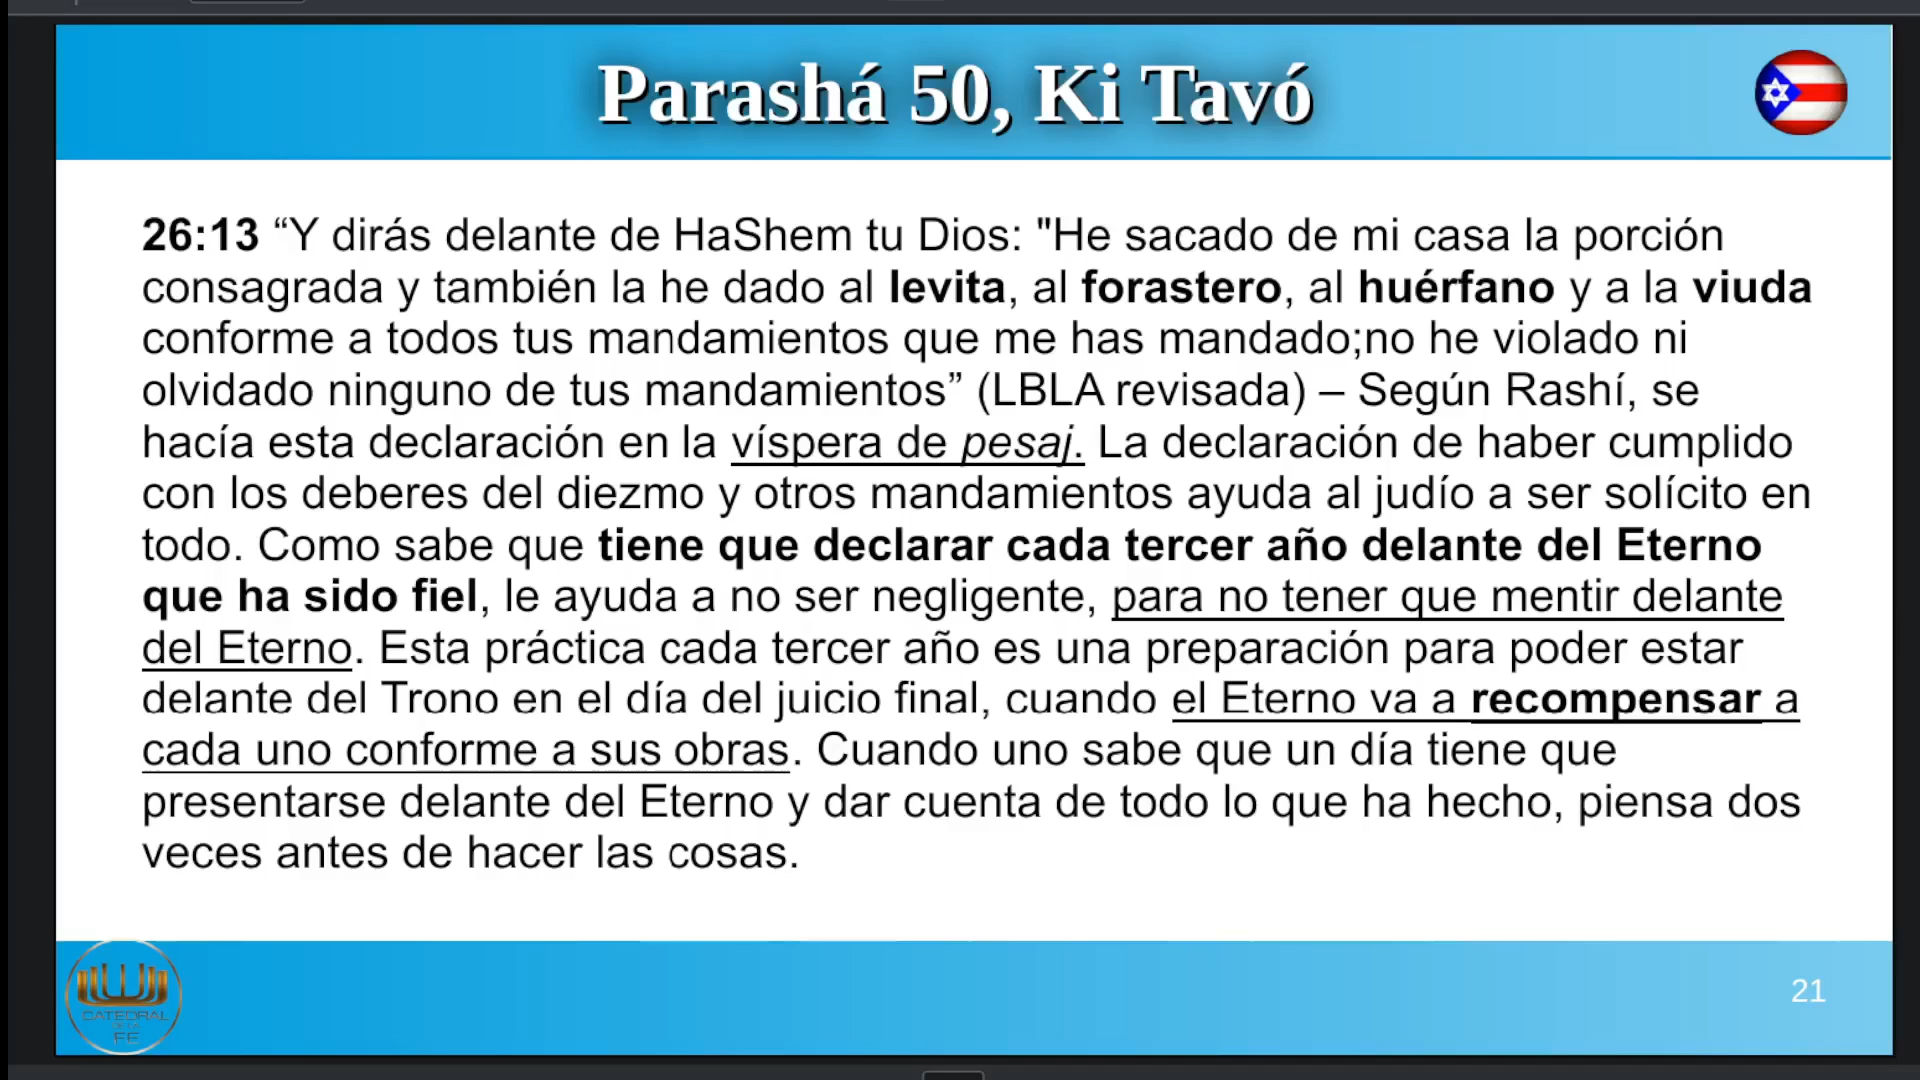 Parashá 50, Ki Tavó
26:13 “Y dirás delante de HaShem tu Dios: "He sacado de mi casa la porción
consagrada y también la he dado al levita, al forastero, al huérfano y a la viuda
conforme a todos tus mandamientos que me has mandado;no he violado ni
olvidado ninguno de tus mandamientos” (LBLA revisada) – Según Rashí, se
hacía esta declaración en la víspera de pesaj. La declaración de haber cumplido
con los deberes del diezmo y otros mandamientos ayuda al judío a ser solícito en
todo. Como sabe que tiene que declarar cada tercer año delante del Eterno
que ha sido fiel, le ayuda a no ser negligente, para no tener que mentir delante
del Eterno. Esta práctica cada tercer año es una preparación para poder estar
delante del Trono en el día del juicio final, cuando el Eterno va a recompensar a
cada uno conforme a sus obras. Cuando uno sabe que un día tiene que
presentarse delante del Eterno y dar cuenta de todo lo que ha hecho, piensa dos
veces antes de hacer las cosas.
CATEDRAL
DE LA
FE
21